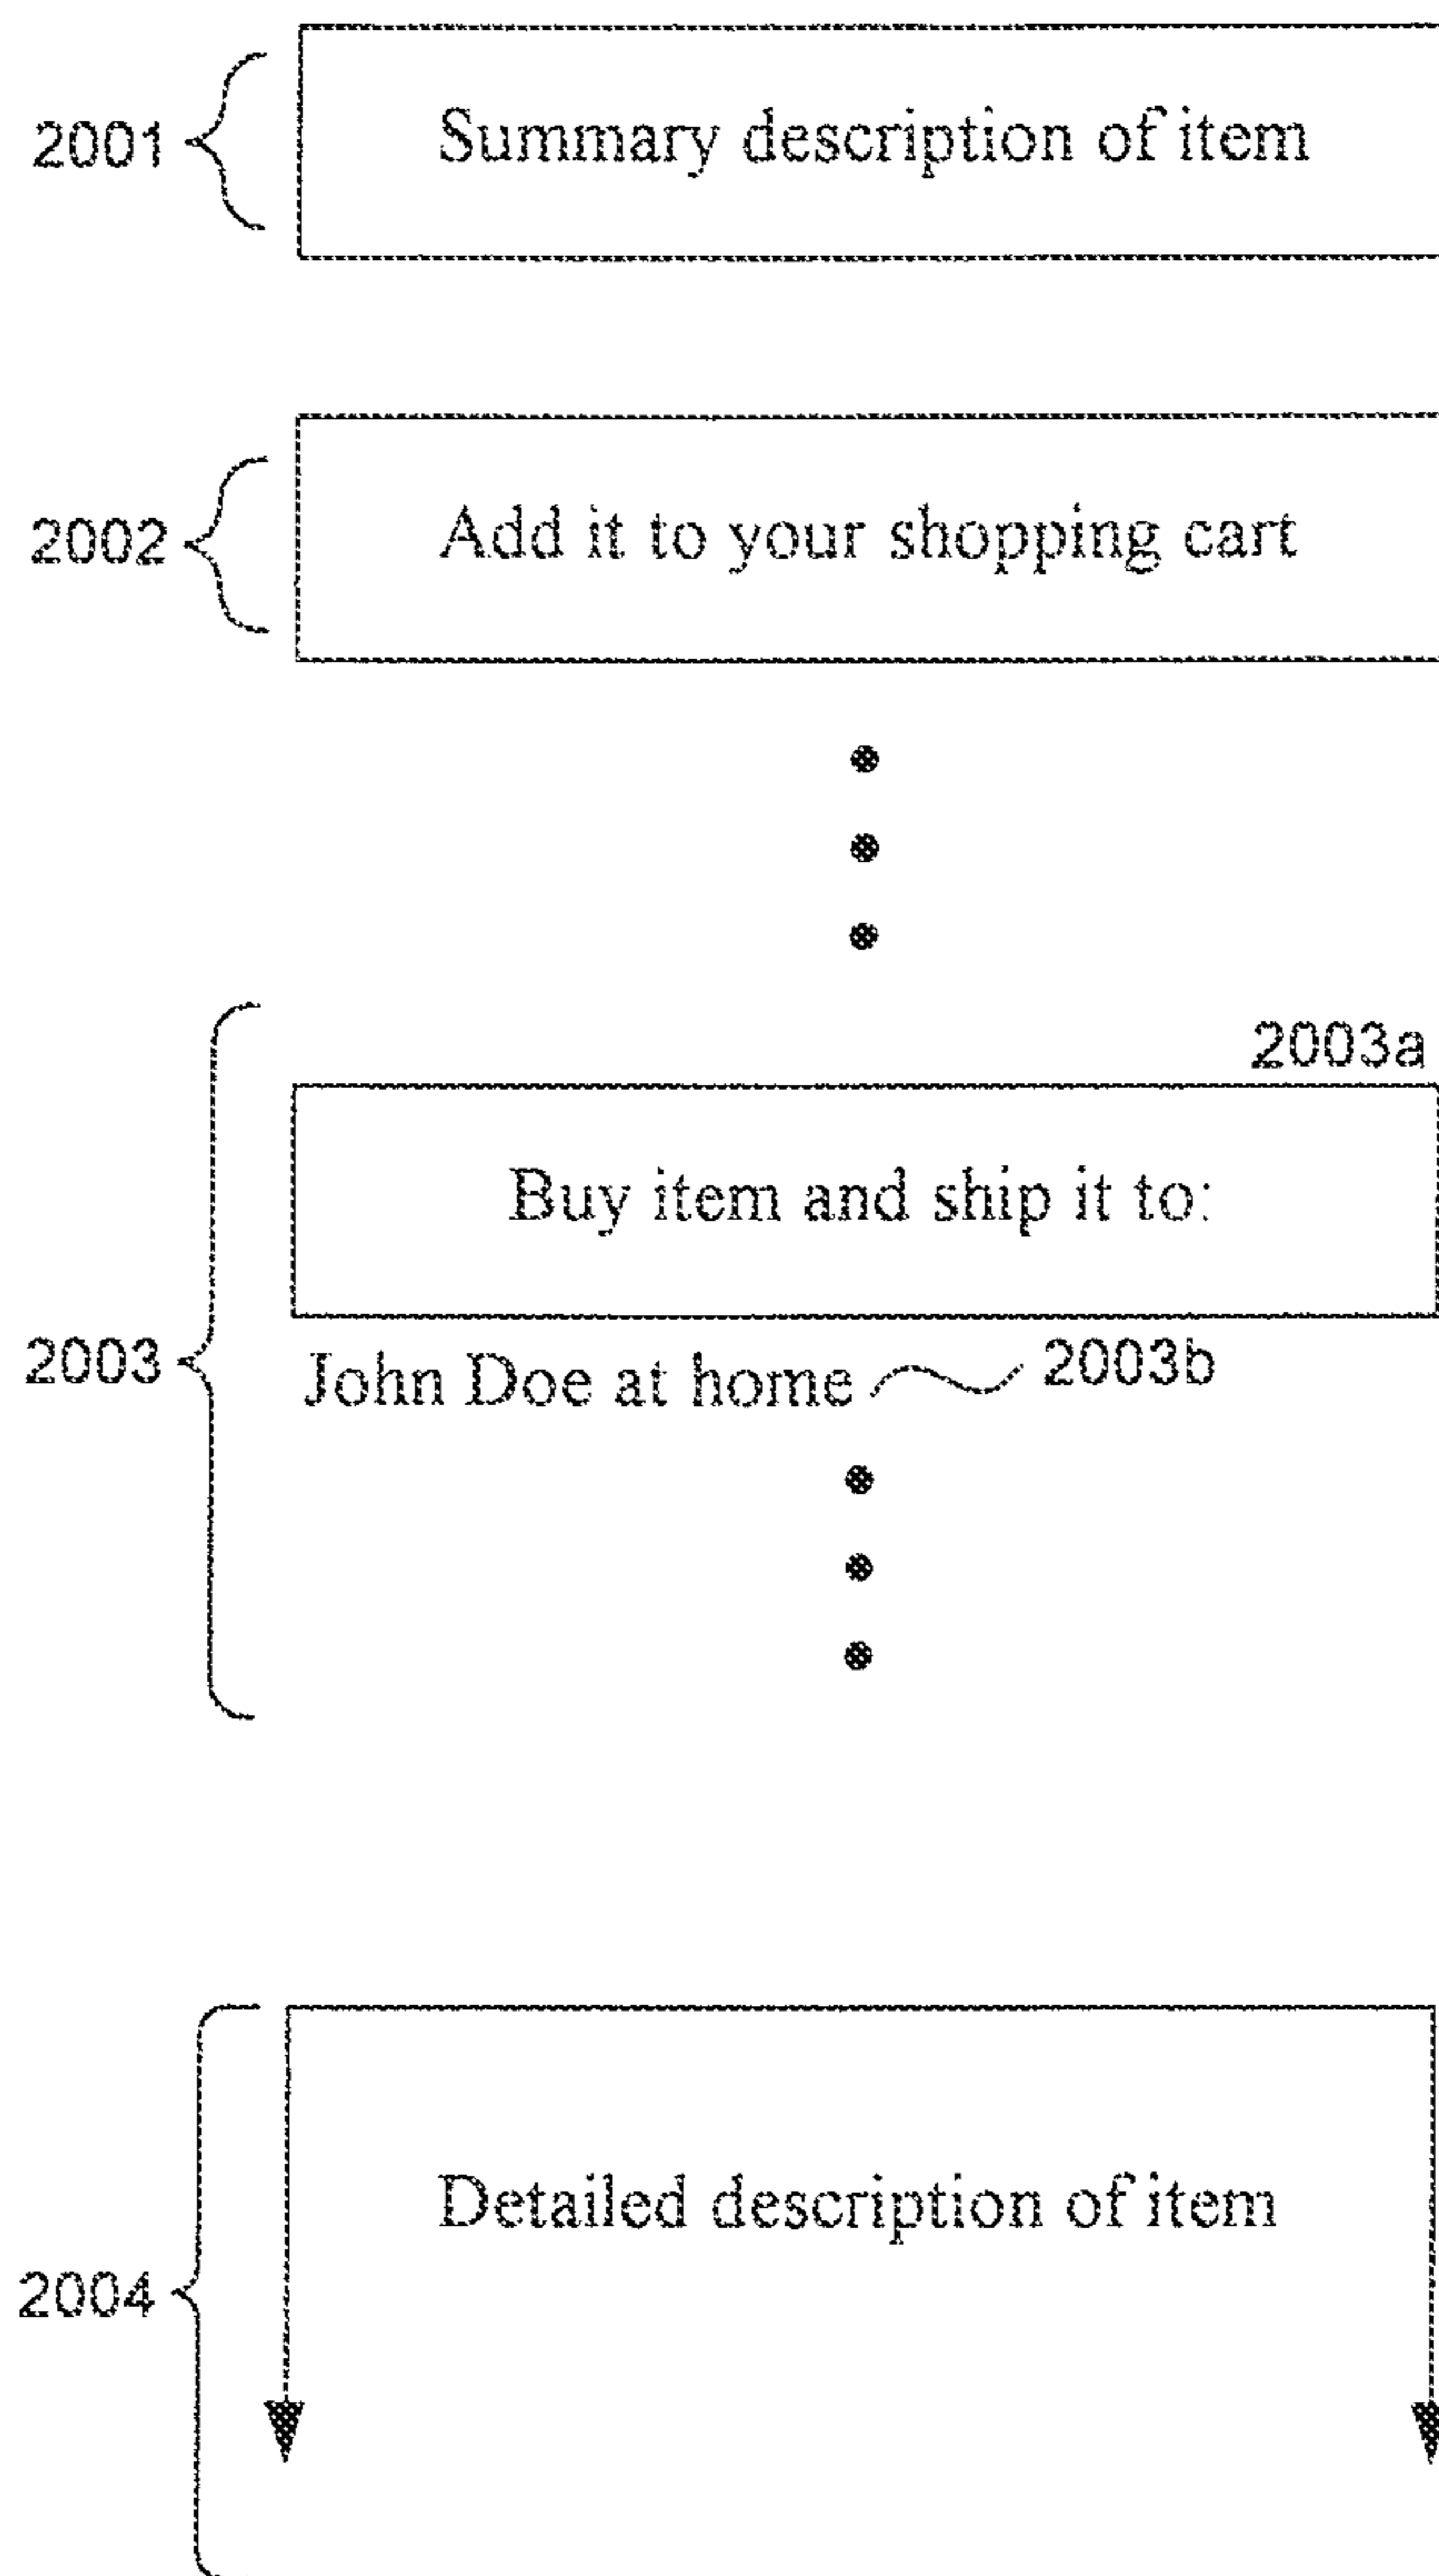 2001 Summary description of item
2002 Add it to your shopping cart
2003a
Buy item and ship it to:
2003 John Doe at home 2003b
Detailed description of item
2004